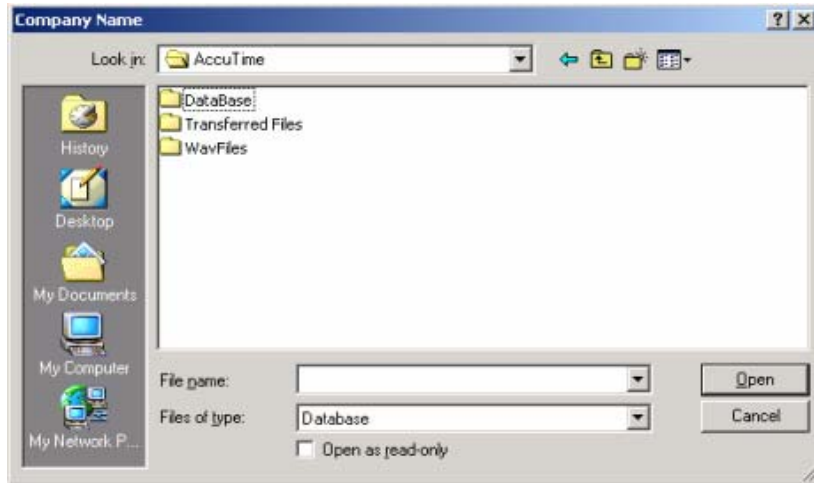 Company Name
Look in: AccuTime
DataBase
Transferred Files
WavFiles
History
Desktop
My Documents
My Computer
My Network P...
File name:
Open
Files of type: Database
Cancel
Open as read-only